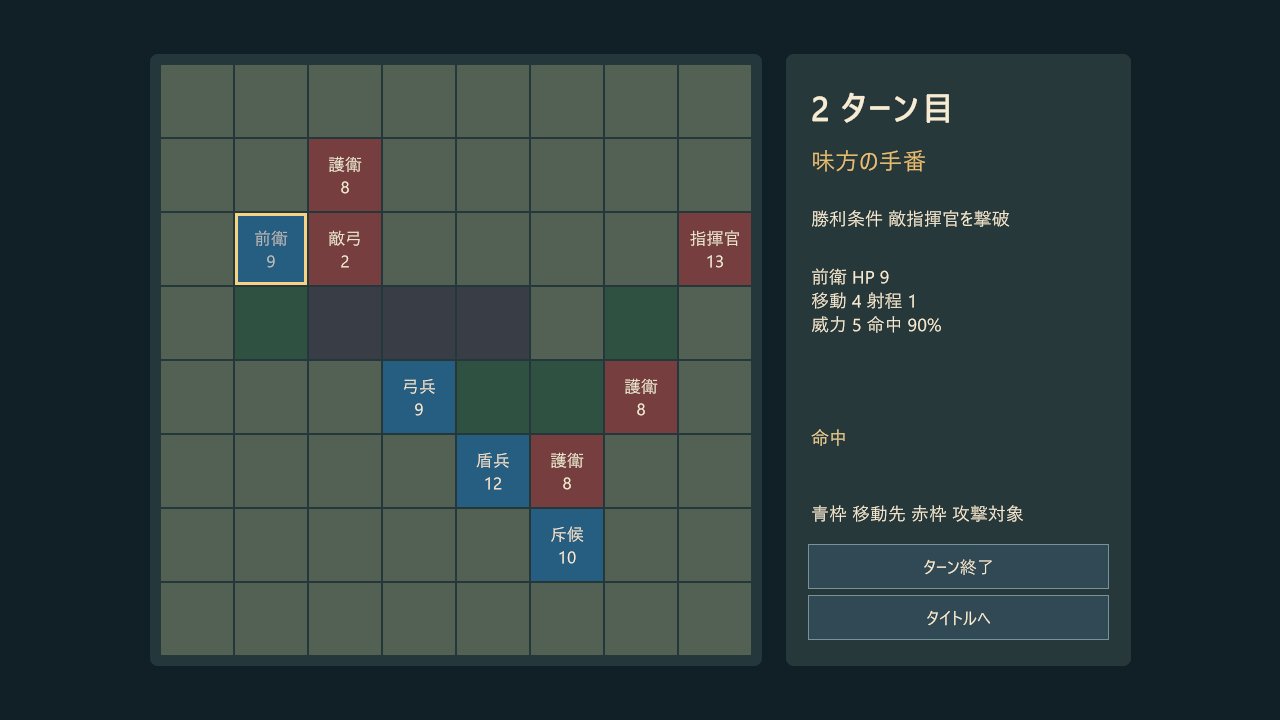 護衛
8
前衛
9
敵弓
2
指揮官
13
弓兵
9
護衛
8
盾兵
12
護衛
8
斥候
10
2 ターン目
味方の手番
勝利条件 敵指揮官を撃破
前衛 HP 9
移動 4 射程 1
威力 5 命中 90%
命中
青枠 移動先 赤枠 攻撃対象
ターン終了
タイトルへ